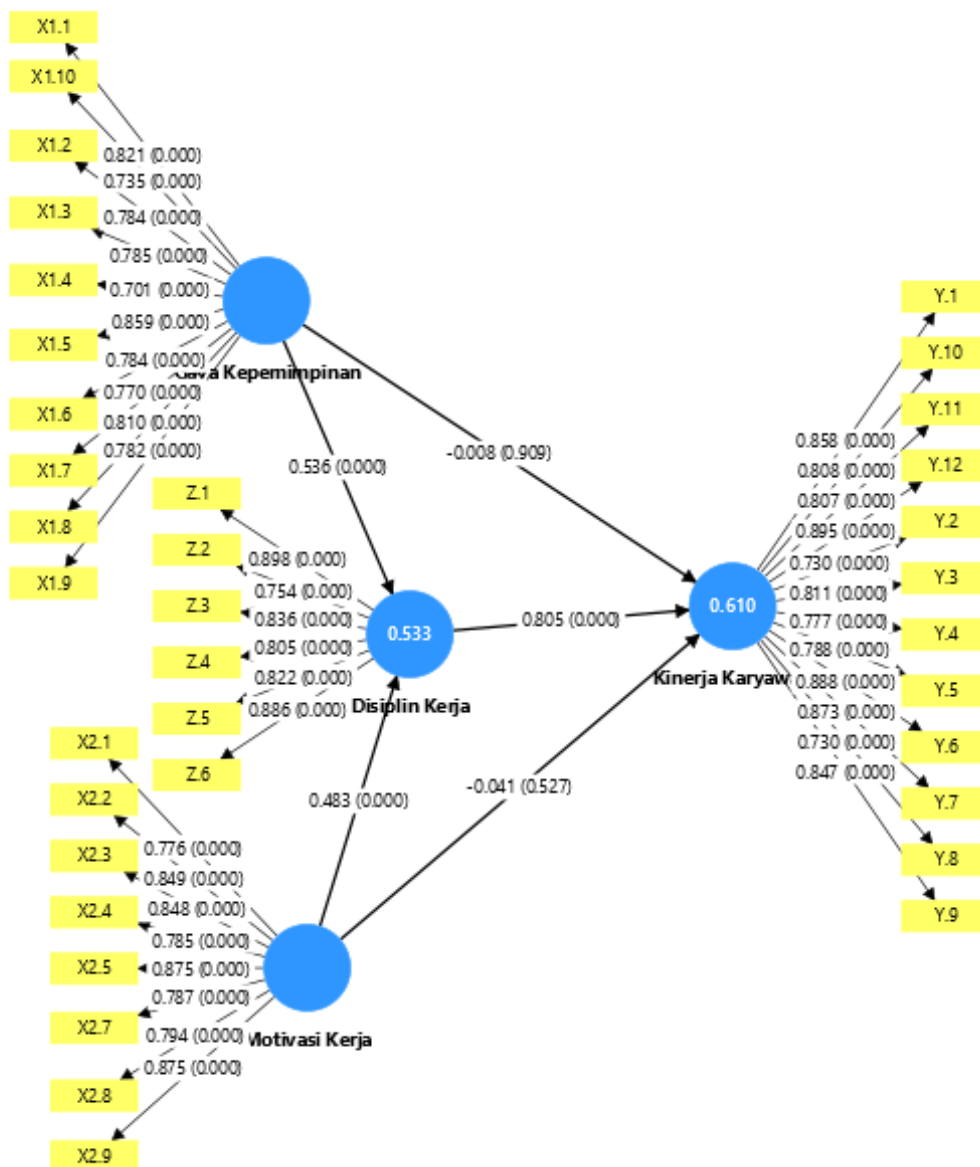 X1.1
X1.10
X1.2
X1.3
X1.4
X1.5
X1.6
X1.7
X1.8
X1.9
0.821 (0.000)
0.735 (0.000)
0.784 (0.000)
0.785 (0.000)
0.701 (0.000)
0.859 (0.000)
0.784 (0.000)
0.770 (0.000)
0.810 (0.000)
0.782 (0.000)
Kepemimpinan
-0.008 (0.909)
0.536 (0.000)
Z.1
Z.2
Z.3
Z.4
Z.5
Z.6
0.898 (0.000)
0.754 (0.000)
0.836 (0.000)
0.805 (0.000)
0.822 (0.000)
0.886 (0.000)
0.533
Disiplin Kerja
0.805 (0.000)
0.610
Kinerja Karyaw
0.483 (0.000)
-0.041 (0.527)
X2.1
X2.2
X2.3
X2.4
X2.5
X2.7
X2.8
X2.9
0.776 (0.000)
0.849 (0.000)
0.848 (0.000)
0.785 (0.000)
0.875 (0.000)
0.787 (0.000)
0.794 (0.000)
0.875 (0.000)
Motivasi Kerja
0.858 (0.000)
0.808 (0.000)
0.807 (0.000)
0.895 (0.000)
0.730 (0.000)
0.811 (0.000)
0.777 (0.000)
0.788 (0.000)
0.888 (0.000)
0.873 (0.000)
0.730 (0.000)
0.847 (0.000)
Y.1
Y.10
Y.11
Y.12
Y.2
Y.3
Y.4
Y.5
Y.6
Y.7
Y.8
Y.9